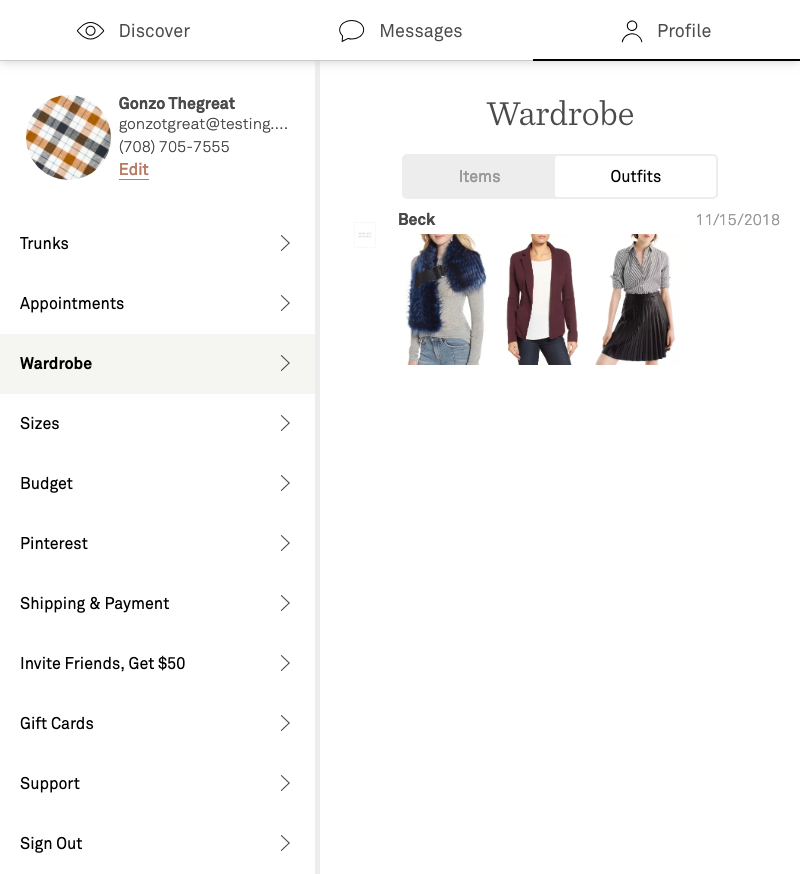 Discover
Messages
Profile
Gonzo Thegreat
gonzotgreat@testing....
(708) 705-7555
Edit
Trunks
Appointments
Wardrobe
Sizes
Budget
Pinterest
Shipping & Payment
Invite Friends, Get $50
Gift Cards
Support
Sign Out
Wardrobe
Items
Outfits
Beck
11/15/2018